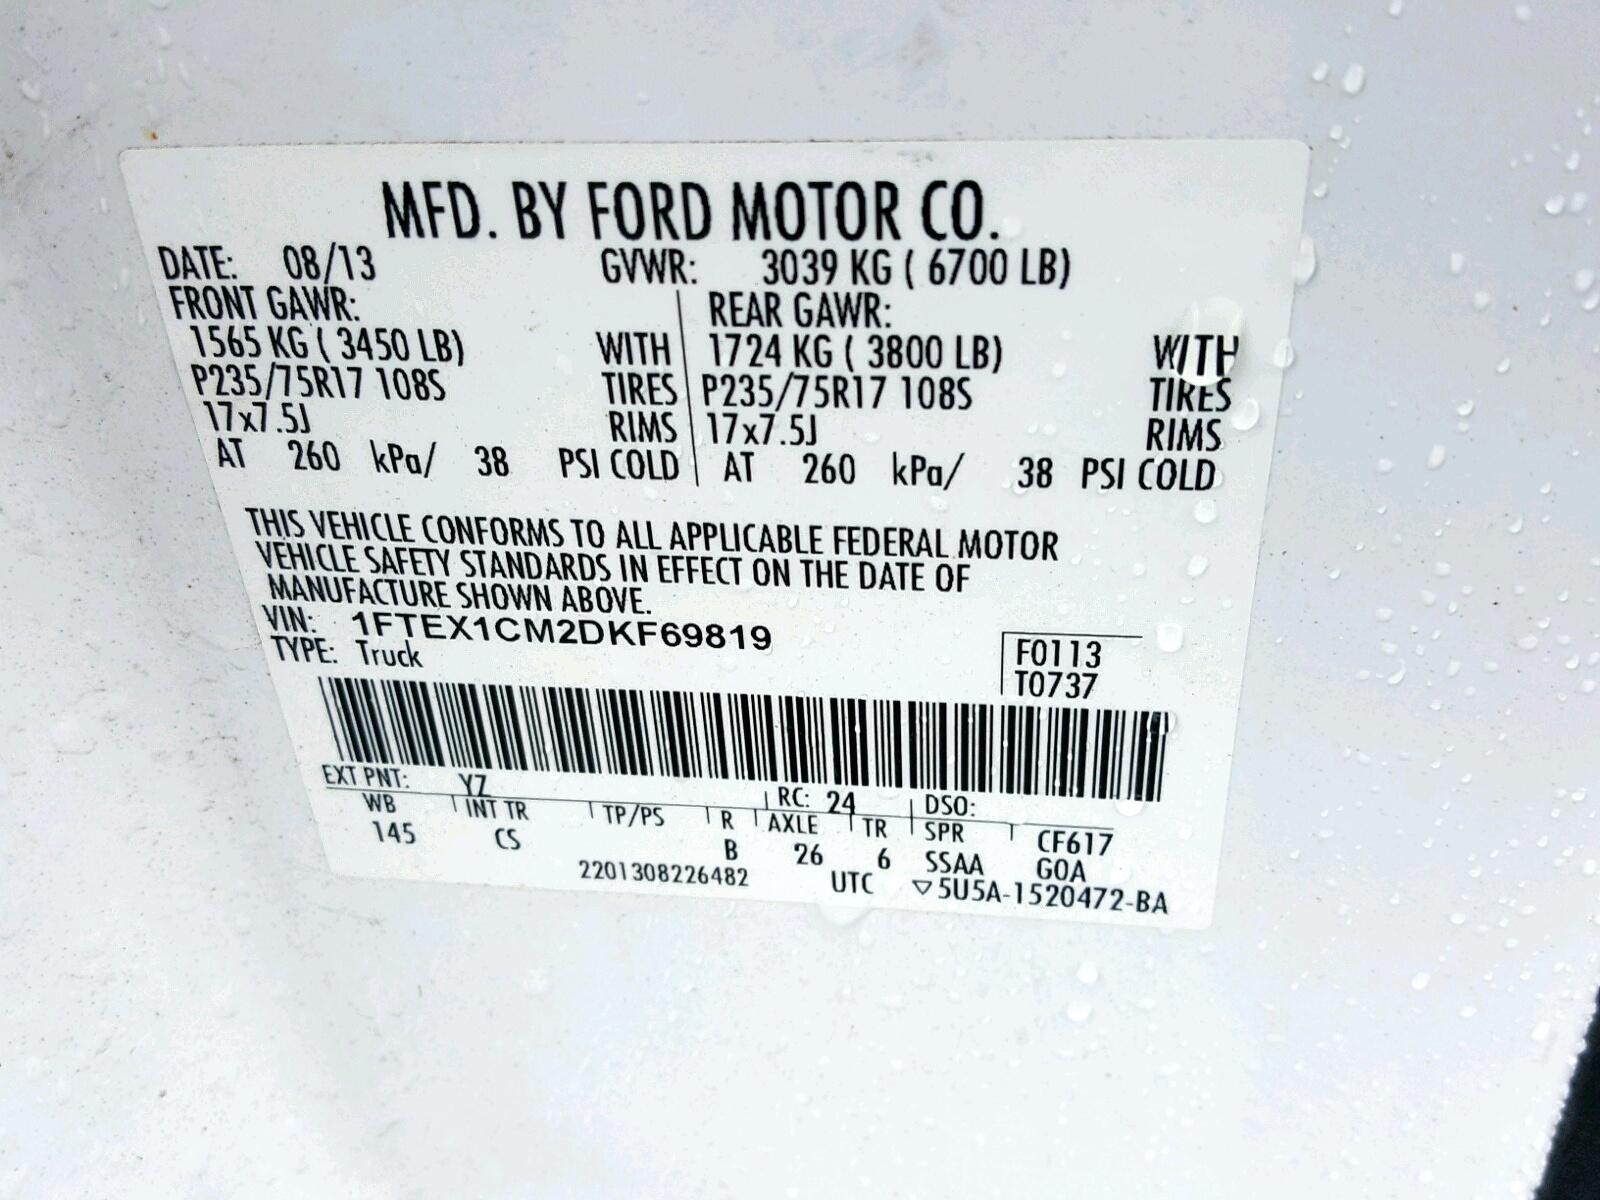 MFD. BY FORD MOTOR CO.
DATE: 08/13 GVWR: 3039 KG ( 6700 LB)
FRONT GAWR: REAR GAWR:
1565 KG ( 3450 LB) WITH 1724 KG ( 3800 LB) WITH
P235/75R17 108S TIRES P235/75R17 108S TIRES
17x7.5J RIMS 17x7.5J RIMS
AT 260 kPa/ 38 PSI COLD AT 260 kPa/ 38 PSI COLD
THIS VEHICLE CONFORMS TO ALL APPLICABLE FEDERAL MOTOR
VEHICLE SAFETY STANDARDS IN EFFECT ON THE DATE OF
MANUFACTURE SHOWN ABOVE.
VIN: 1FTEX1CM2DKF69819
TYPE: Truck
F0113
T0737
EXT PNT: YZ RC: 24 DSO:
WB INT TR TP/PS R AXLE TR SPR CF617
145 CS B 26 6 SSAA GOA
2201308226482 UTC ▽5U5A-1520472-BA